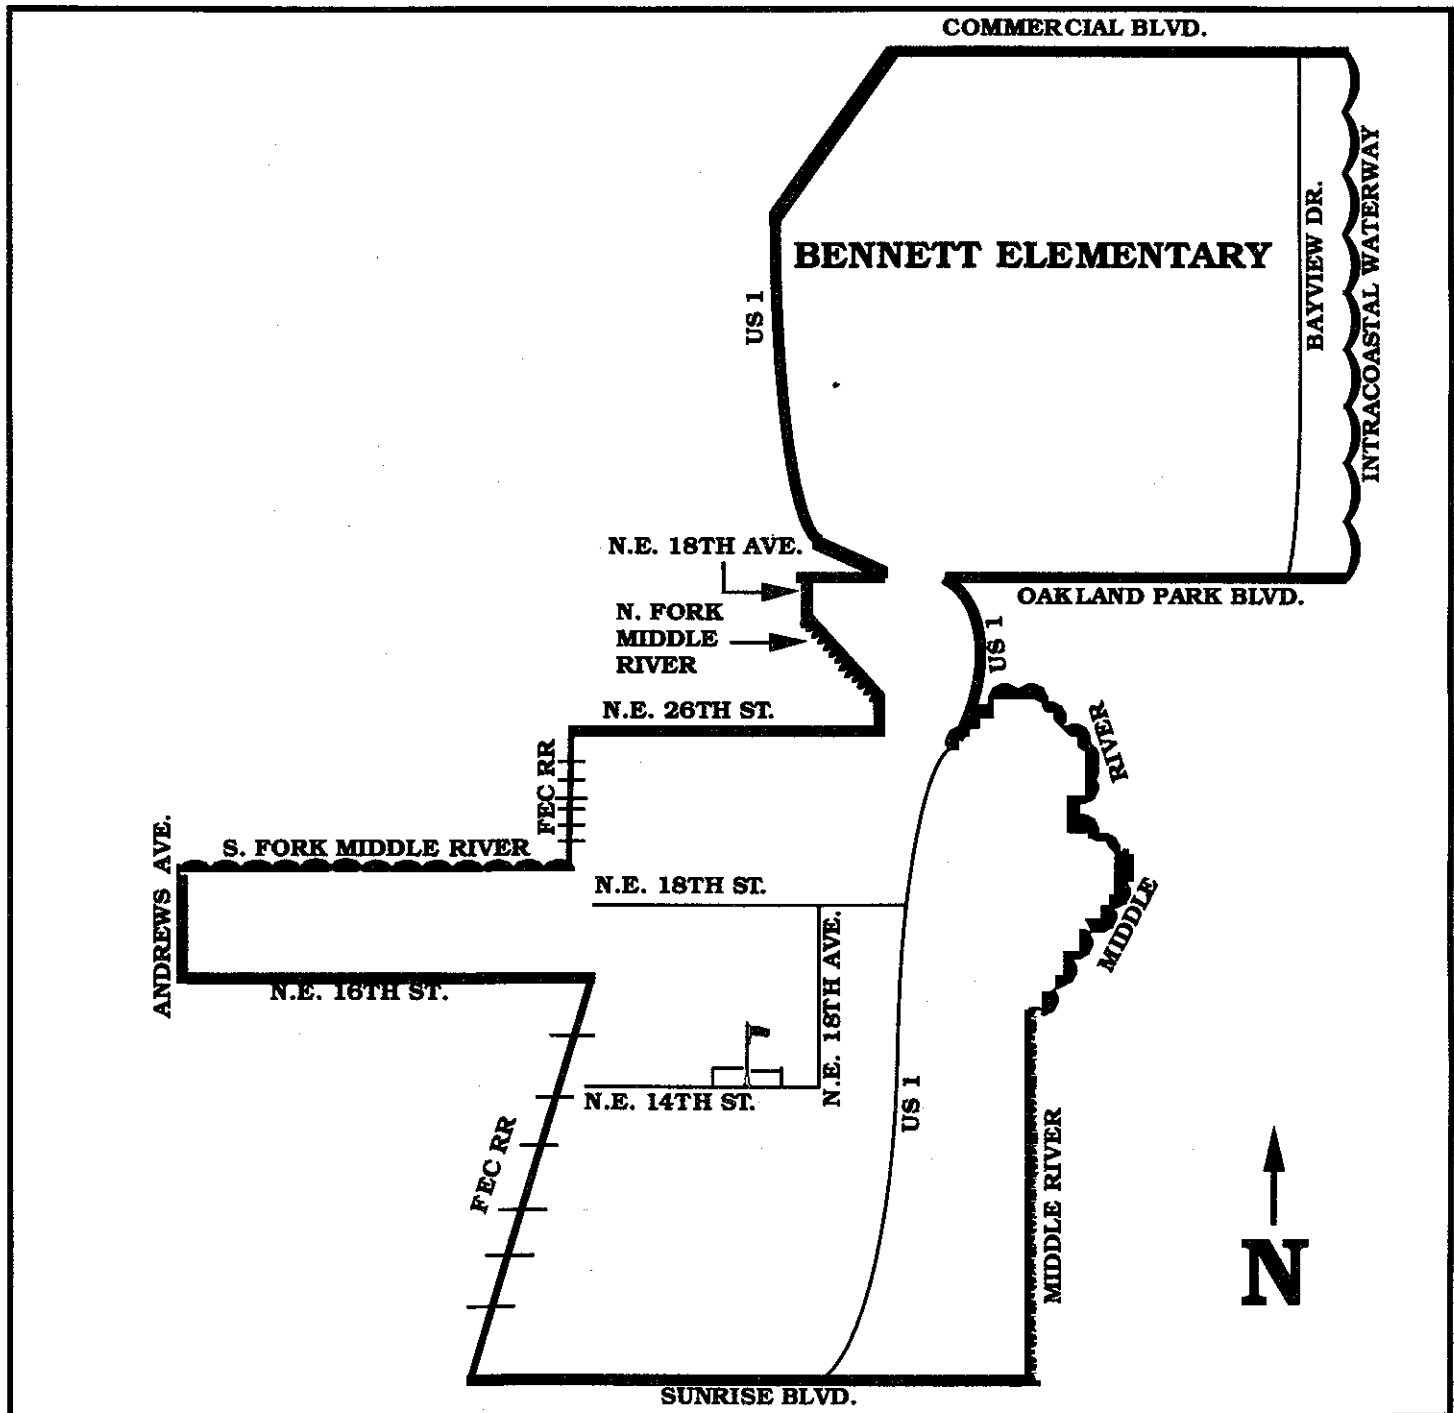 COMMERCIAL BLVD.
BENNETT ELEMENTARY
US 1
BAYVIEW DR.
INTRACOASTAL WATERWAY
N.E. 18TH AVE.
OAKLAND PARK BLVD.
N. FORK
MIDDLE
RIVER
US 1
N.E. 26TH ST.
RIVER
FEC RR
ANDREWS AVE.
S. FORK MIDDLE RIVER
N.E. 18TH ST.
MIDDLE
N.E. 18TH AVE.
N.E. 16TH ST.
N.E. 14TH ST.
US 1
FEC RR
MIDDLE RIVER
N
SUNRISE BLVD.